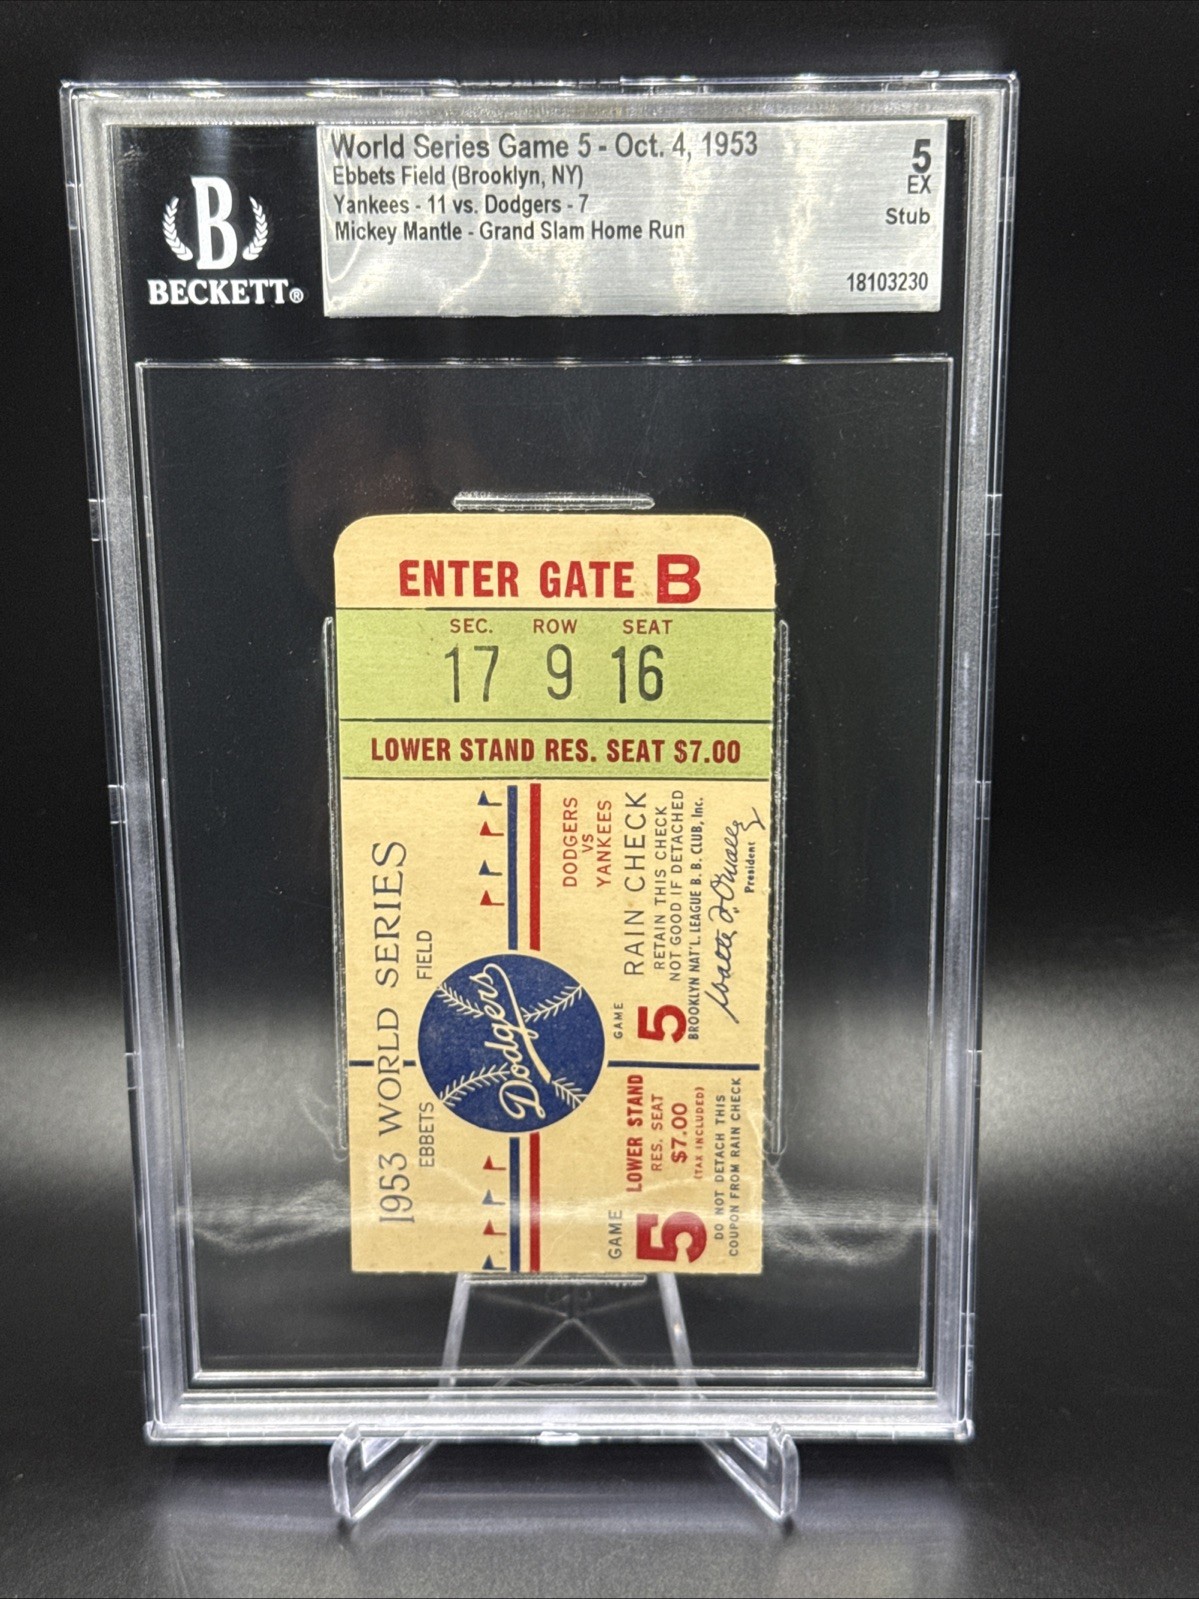 World Series Game 5 - Oct. 4, 1953
Ebbets Field (Brooklyn, NY)
Yankees - 11 vs. Dodgers - 7
Mickey Mantle - Grand Slam Home Run
5
EX
Stub
18103230
B
BECKETT®
ENTER GATE B
SEC. ROW SEAT
17 9 16
LOWER STAND RES. SEAT $7.00
1953 WORLD SERIES
EBBETS FIELD
Dodgers
DODGERS
VS
YANKEES
GAME
5
RAIN CHECK
RETAIN THIS CHECK
NOT GOOD IF DETACHED
BROOKLYN NAT'L. LEAGUE B. B. CLUB, Inc.
Walter F. O'Malley
President
GAME
5
LOWER STAND
RES. SEAT
$7.00
(TAX INCLUDED)
DO NOT DETACH THIS
COUPON FROM RAIN CHECK